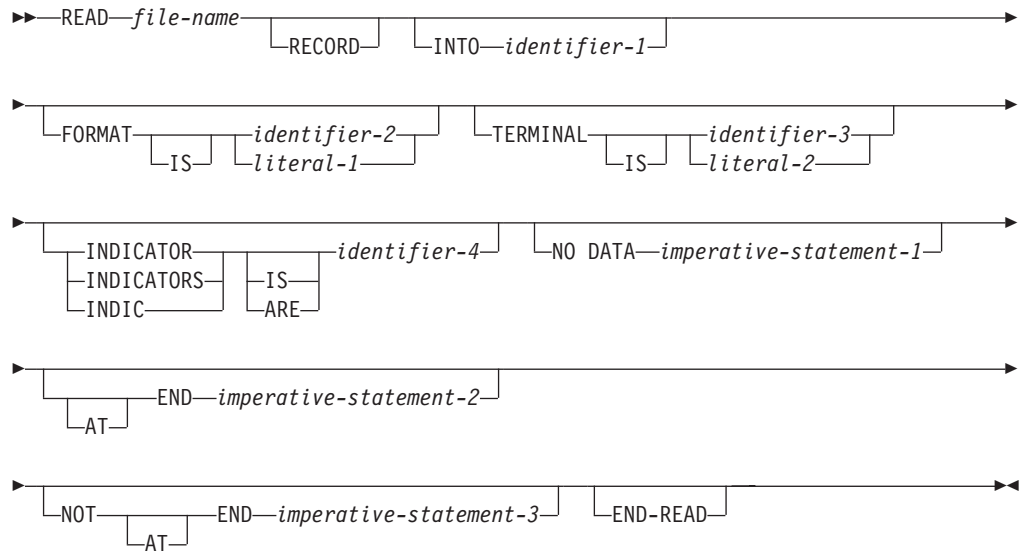 READ file-name RECORD INTO identifier-1
FORMAT IS identifier-2 literal-1 TERMINAL IS identifier-3 literal-2
INDICATOR INDICATORS INDIC IS ARE identifier-4 NO DATA imperative-statement-1
AT END imperative-statement-2
NOT AT END imperative-statement-3 END-READ